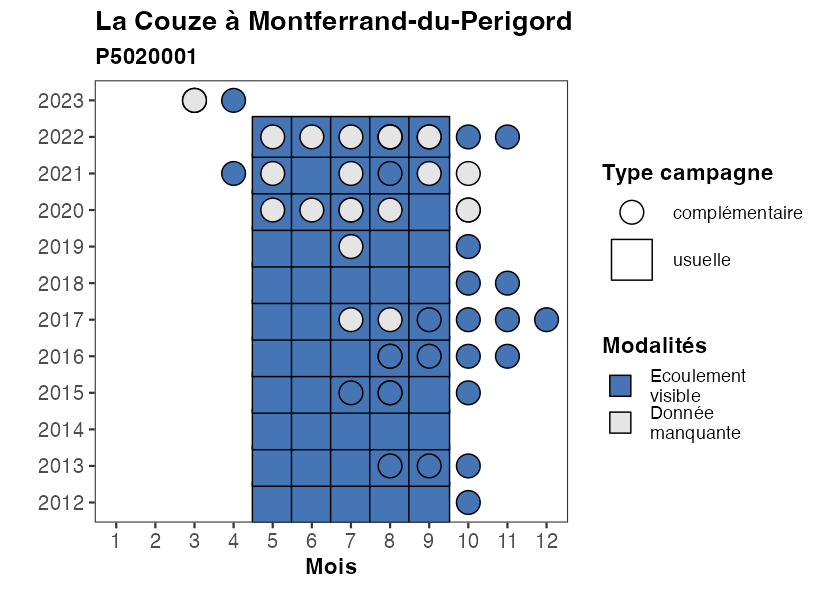 La Couze à Montferrand-du-Perigord
P5020001
2023
2022
2021
2020
2019
2018
2017
2016
2015
2014
2013
2012
1 2 3 4 5 6 7 8 9 10 11 12
Mois
Type campagne
complémentaire
usuelle
Modalités
Ecoulement
visible
Donnée
manquante